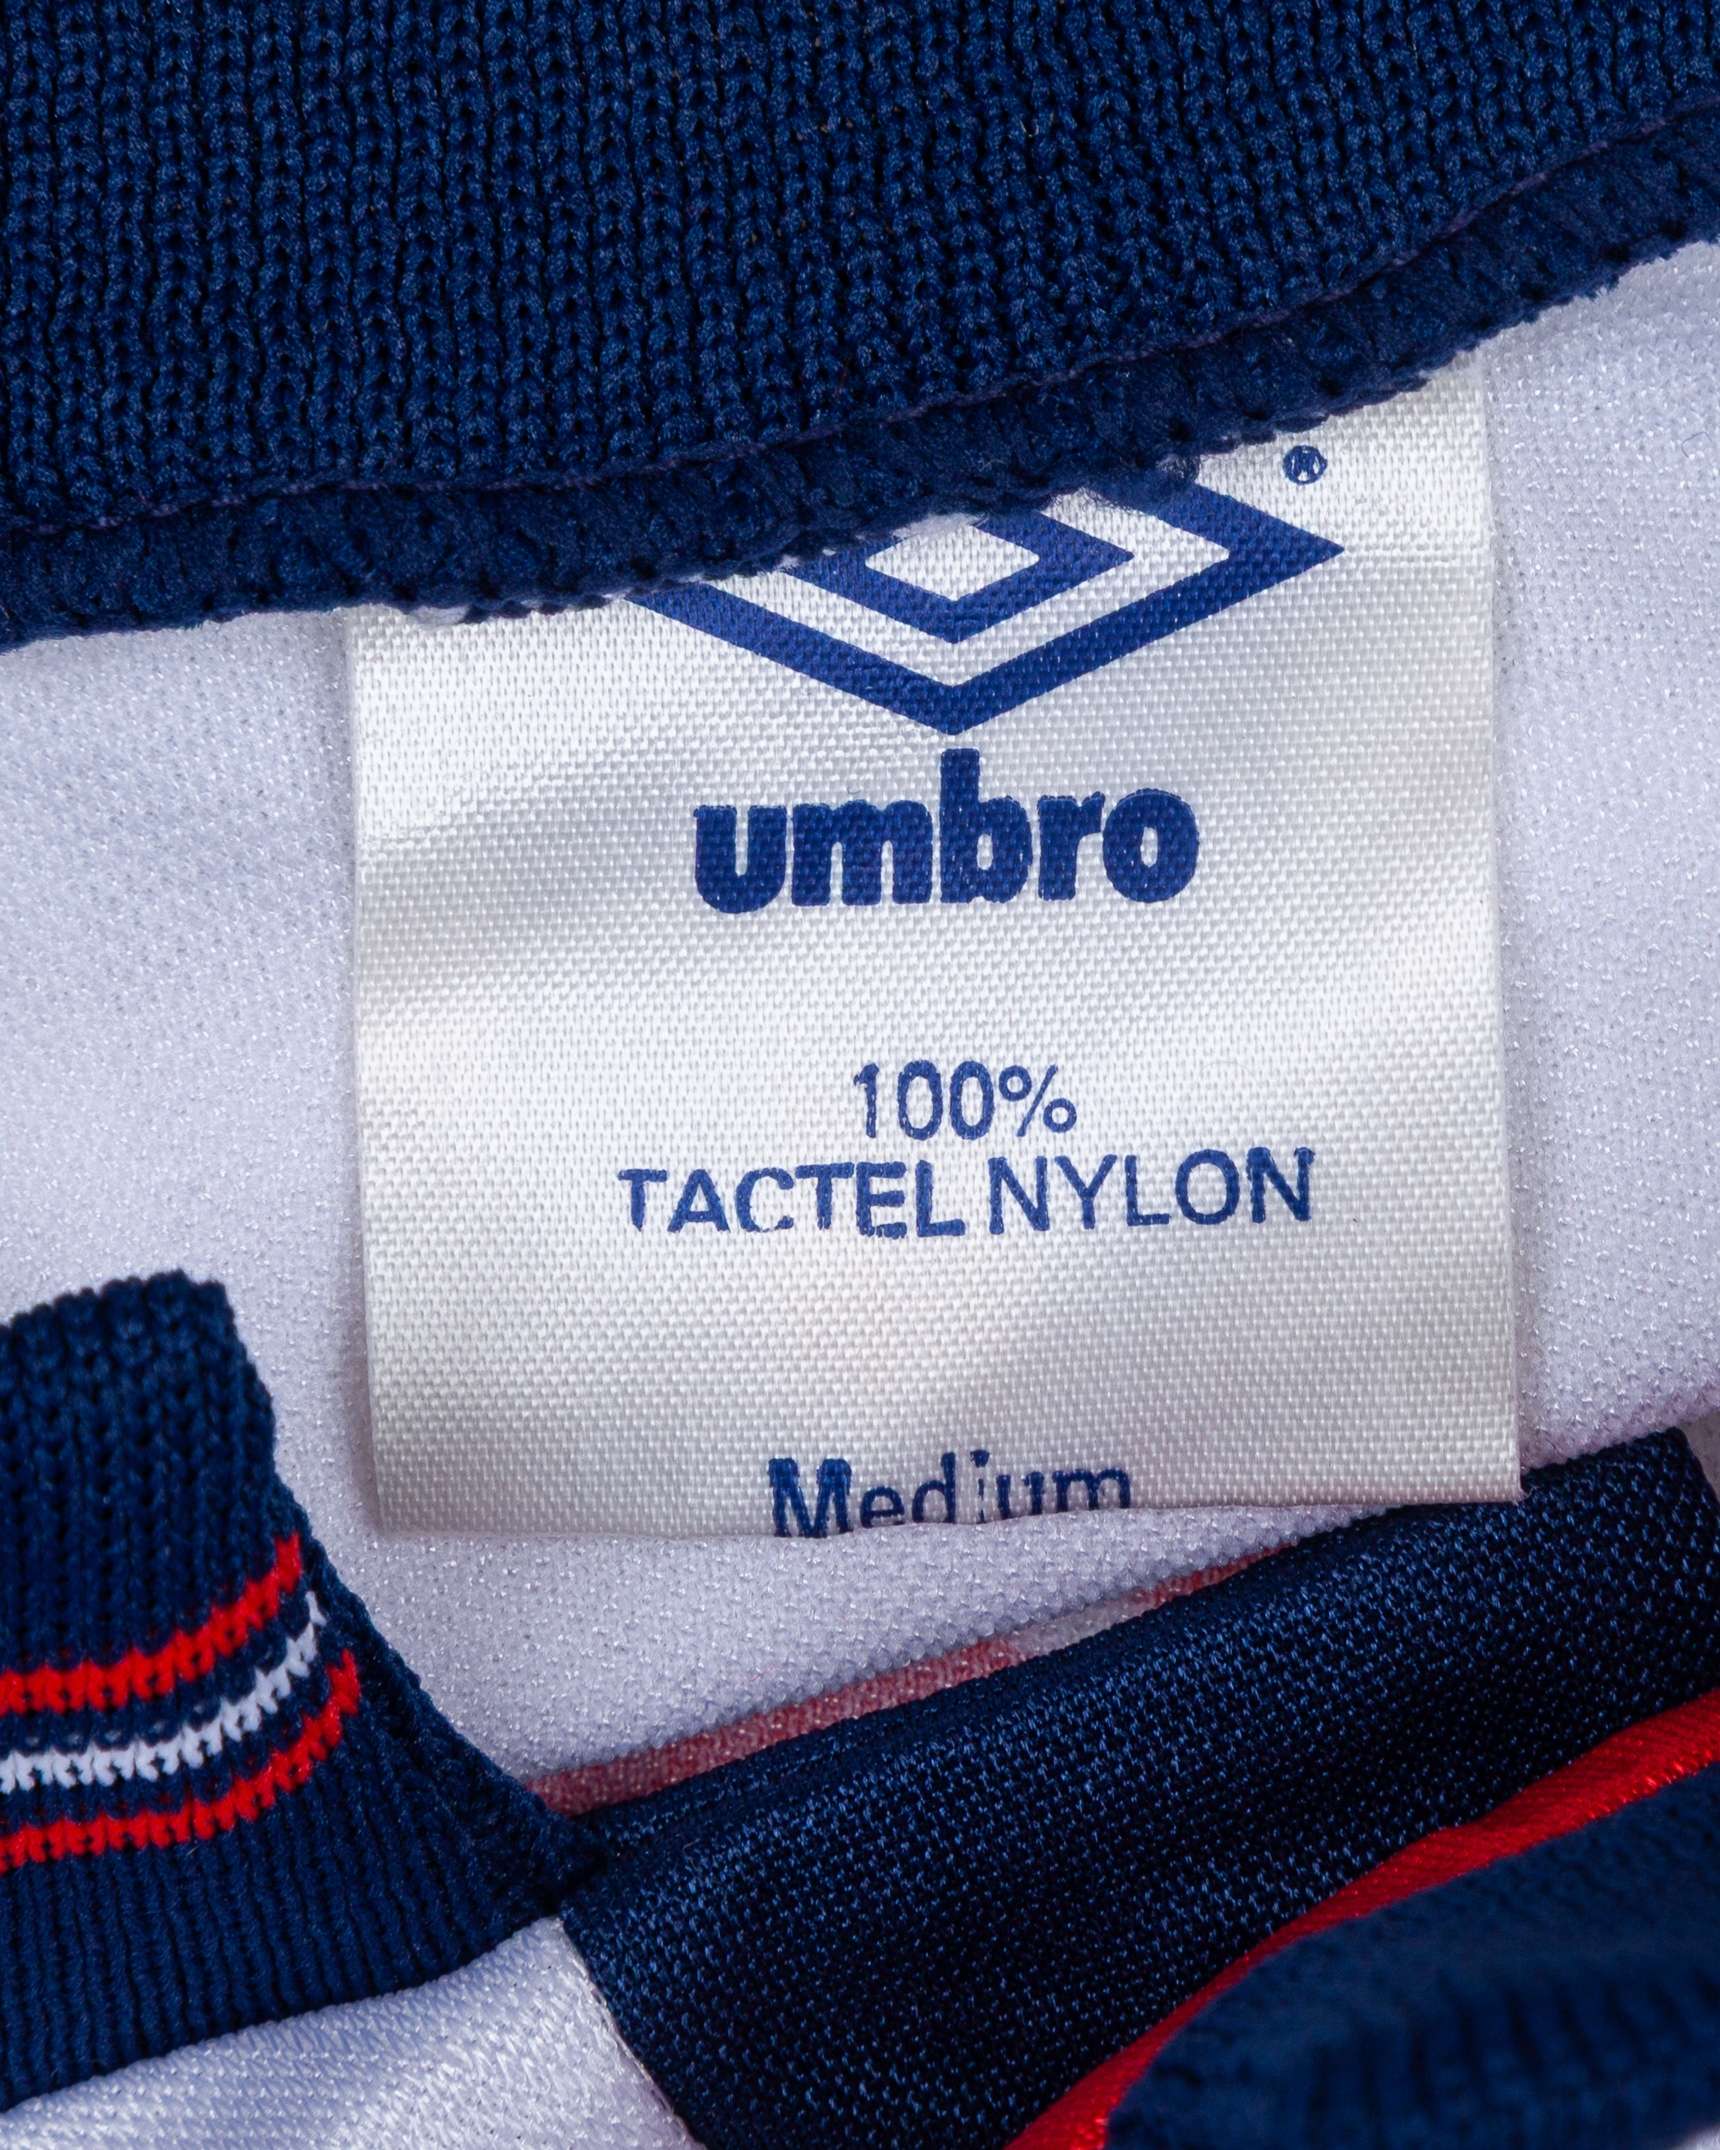 ®
umbro
100%
TACTEL NYLON
Medium